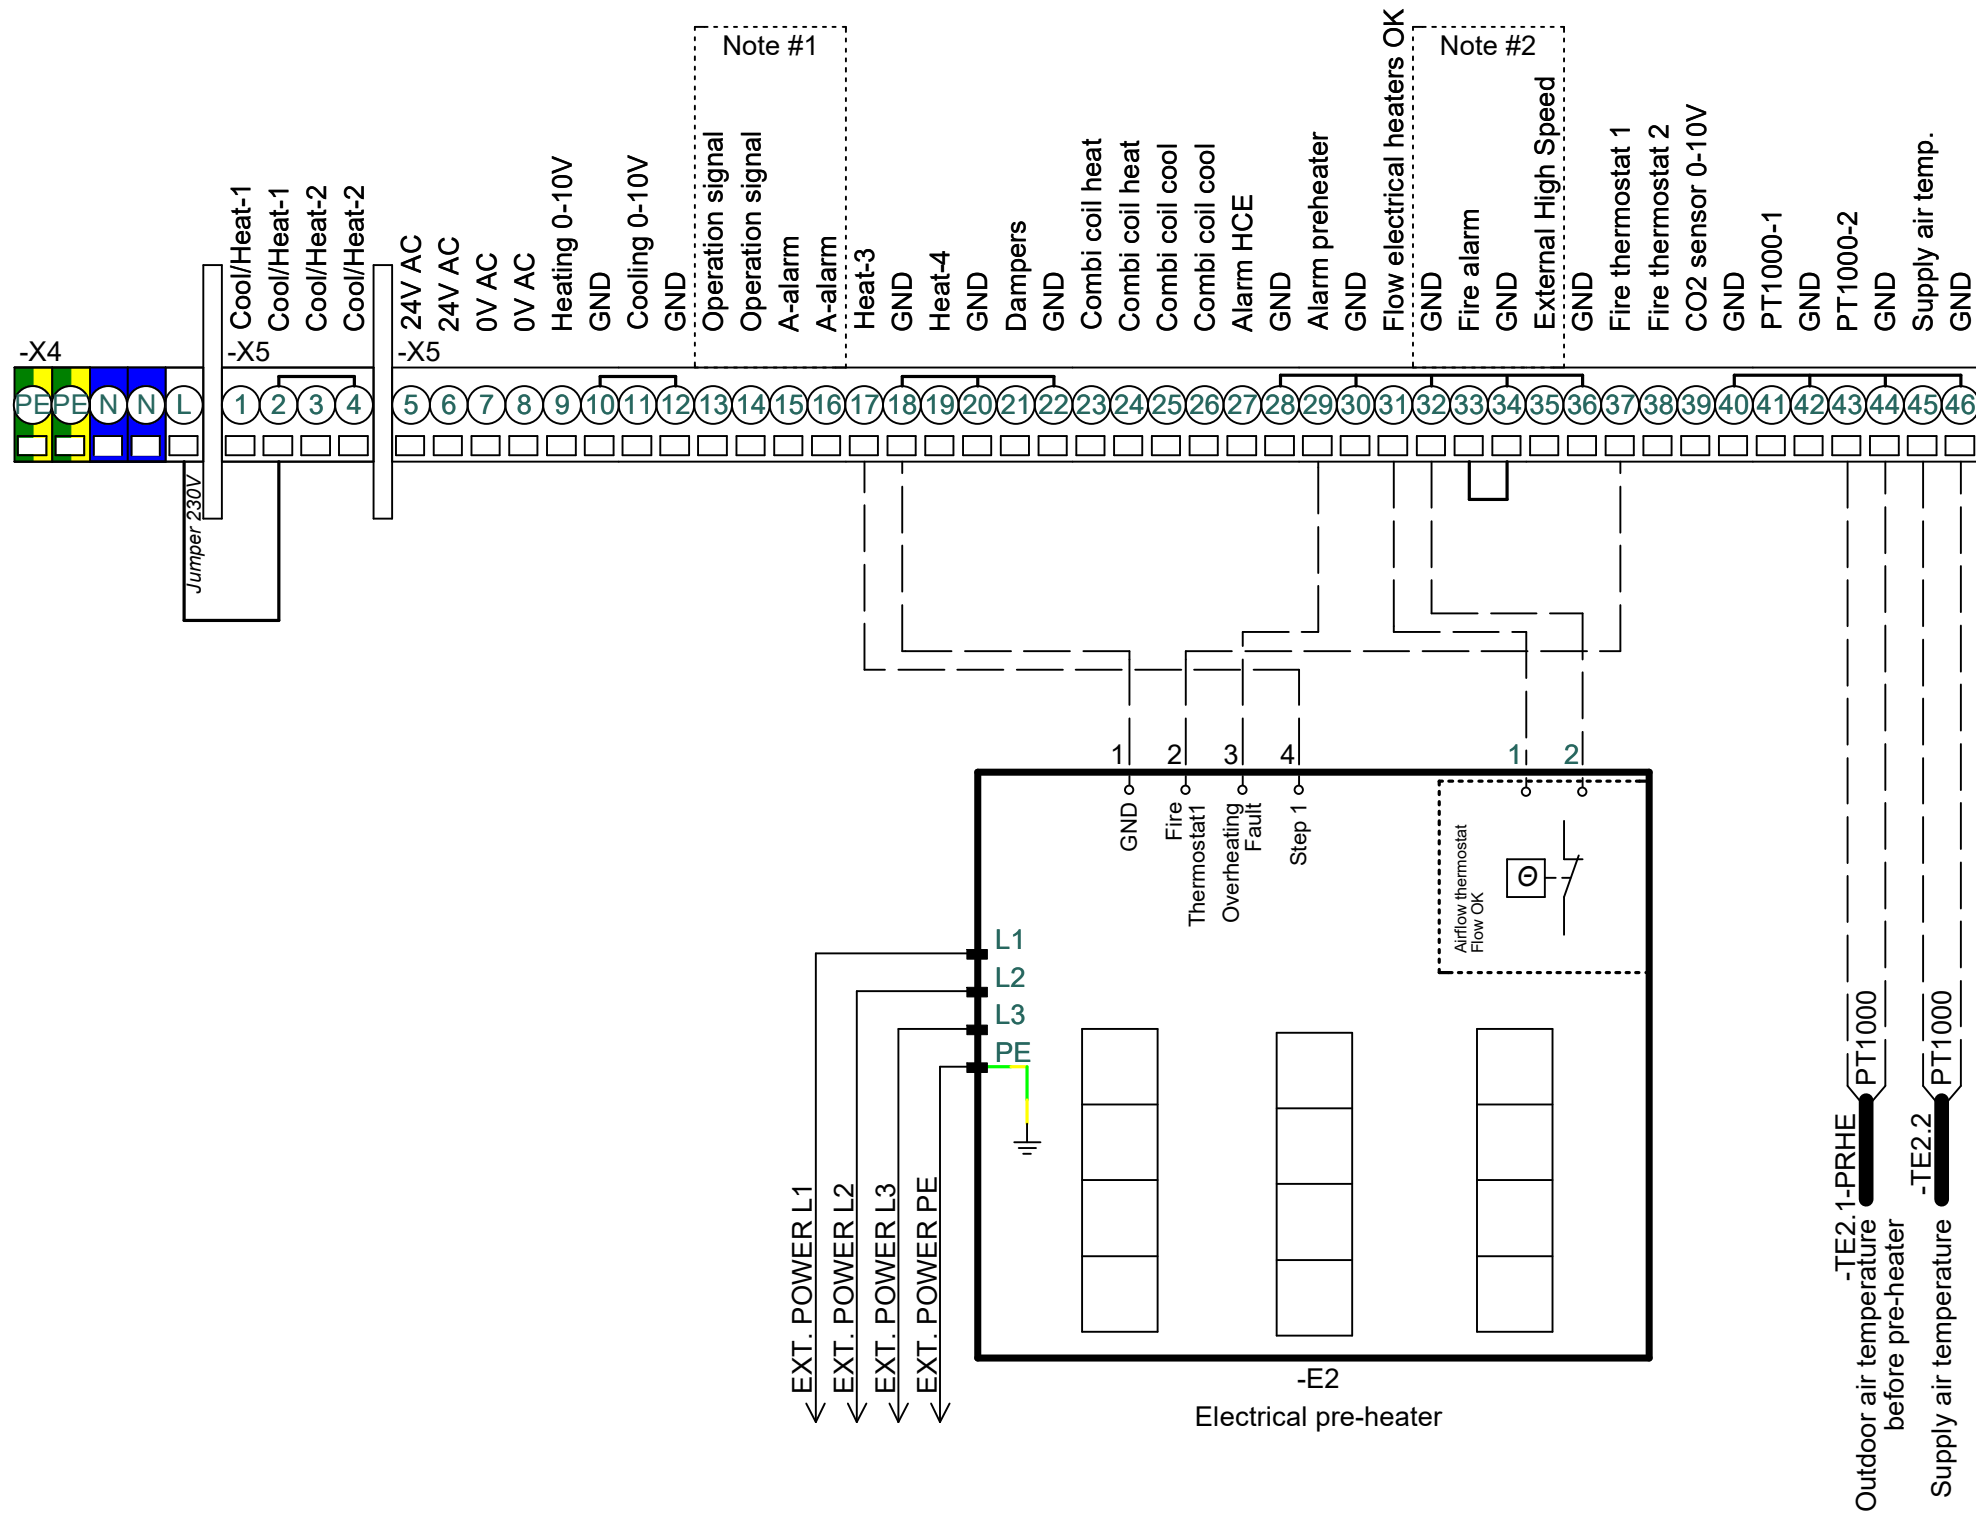 Note #1
Note #2
Cool/Heat-1
Cool/Heat-1
Cool/Heat-2
Cool/Heat-2
24V AC
24V AC
0V AC
0V AC
Heating 0-10V
GND
Cooling 0-10V
GND
Operation signal
Operation signal
A-alarm
A-alarm
Heat-3
GND
Heat-4
GND
Dampers
GND
Combi coil heat
Combi coil heat
Combi coil cool
Combi coil cool
Alarm HCE
GND
Alarm preheater
GND
Flow electrical heaters OK
GND
Fire alarm
GND
External High Speed
GND
Fire thermostat 1
Fire thermostat 2
CO2 sensor 0-10V
GND
PT1000-1
GND
PT1000-2
GND
Supply air temp.
GND
-X4
-X5
-X5
PE PE N N L 1 2 3 4 5 6 7 8 9 10 11 12 13 14 15 16 17 18 19 20 21 22 23 24 25 26 27 28 29 30 31 32 33 34 35 36 37 38 39 40 41 42 43 44 45 46
Jumper 230V
1 2 3 4 1 2
GND
Fire
Thermostat1
Overheating
Fault
Step 1
Airflow thermostat
Flow OK
Θ
L1
L2
L3
PE
EXT. POWER L1
EXT. POWER L2
EXT. POWER L3
EXT. POWER PE
-E2
Electrical pre-heater
PT1000
-TE2.1-PRHE
Outdoor air temperature
before pre-heater
PT1000
-TE2.2
Supply air temperature